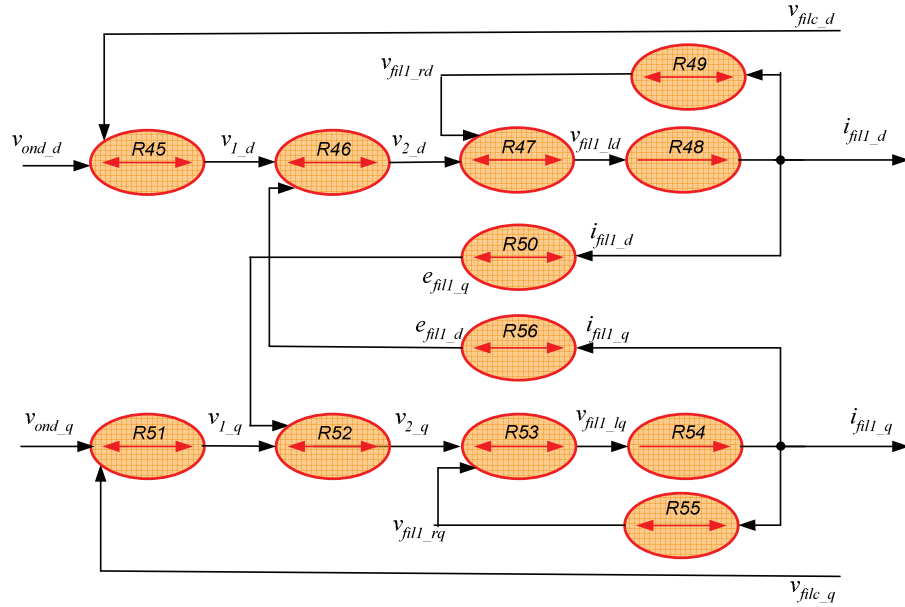 v_filc_d
R49
v_fil1_rd
v_ond_d
R45
v_1_d
R46
v_2_d
R47
v_fil1_ld
R48
i_fil1_d
R50
i_fil1_d
e_fil1_q
e_fil1_d
R56
i_fil1_q
v_ond_q
R51
v_1_q
R52
v_2_q
R53
v_fil1_lq
R54
i_fil1_q
R55
v_fil1_rq
v_filc_q